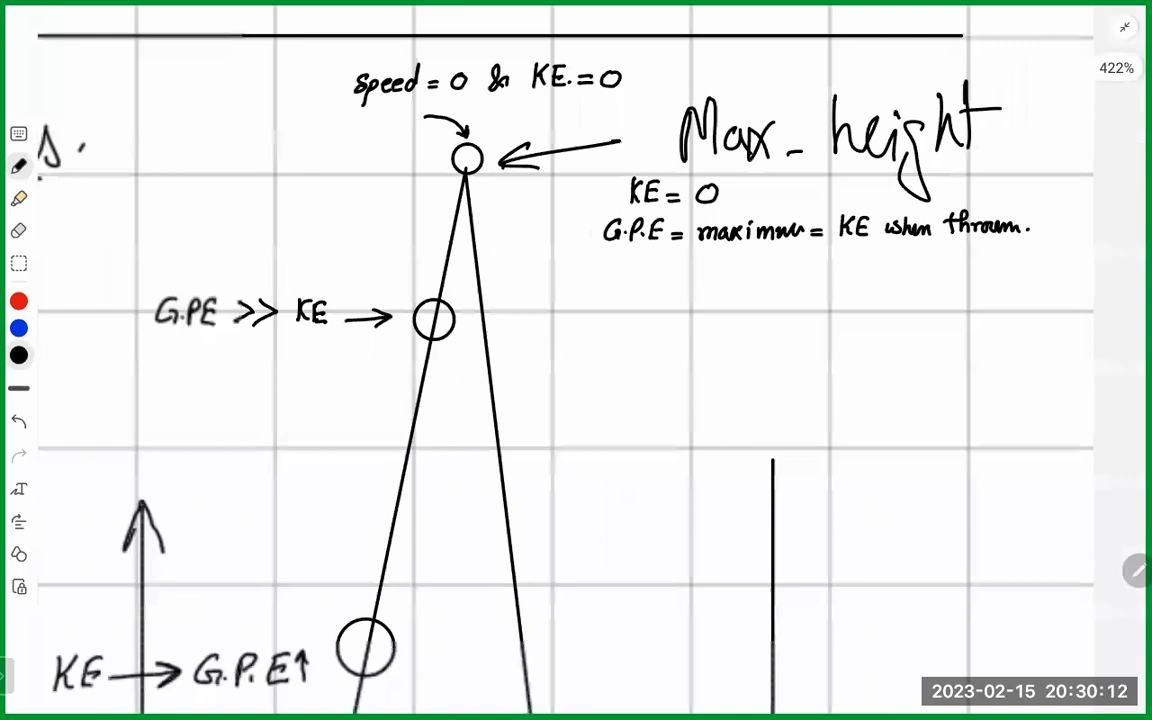 422%
speed = 0 & KE. = 0
Max. height
KE = 0
G.P.E = maximum = KE when thrown.
G.PE >> KE →
KE → G.P.E↑
2023-02-15 20:30:12